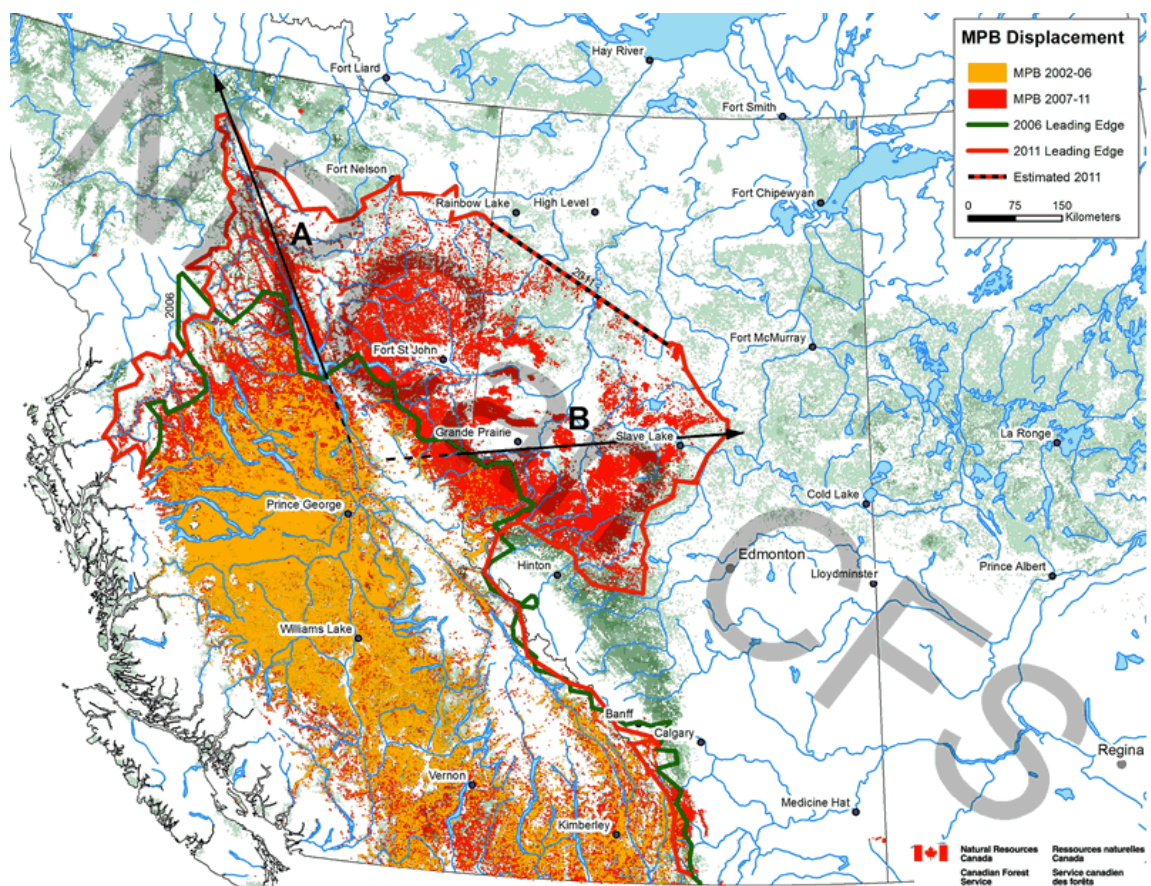 MPB Displacement
MPB 2002-06
MPB 2007-11
2006 Leading Edge
2011 Leading Edge
Estimated 2011
0 75 150
Kilometers
Hay River
Fort Liard
Fort Smith
Fort Nelson
Rainbow Lake
High Level
Fort Chipewyan
A
2011
2006
Fort St John
Fort McMurray
B
Grande Prairie
Slave Lake
La Ronge
Cold Lake
Prince George
Edmonton
Hinton
Lloydminster
Prince Albert
Williams Lake
Banff
Calgary
Regina
Vernon
Medicine Hat
Kimberley
CFS
Natural Resources
Canada
Ressources naturelles
Canada
Canadian Forest
Service
Service canadien
des forêts